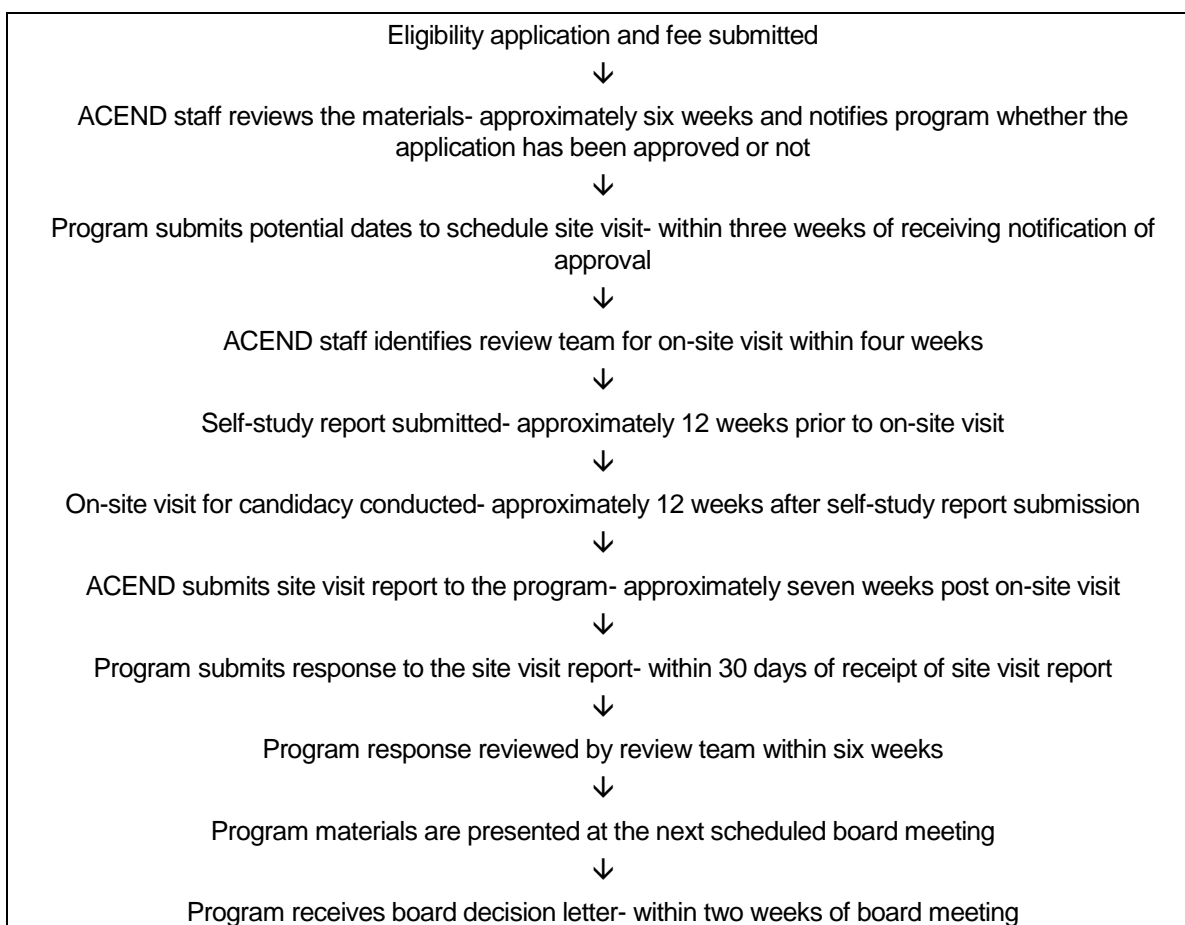 Eligibility application and fee submitted
↓
ACEND staff reviews the materials- approximately six weeks and notifies program whether the
application has been approved or not
↓
Program submits potential dates to schedule site visit- within three weeks of receiving notification of
approval
↓
ACEND staff identifies review team for on-site visit within four weeks
↓
Self-study report submitted- approximately 12 weeks prior to on-site visit
↓
On-site visit for candidacy conducted- approximately 12 weeks after self-study report submission
↓
ACEND submits site visit report to the program- approximately seven weeks post on-site visit
↓
Program submits response to the site visit report- within 30 days of receipt of site visit report
↓
Program response reviewed by review team within six weeks
↓
Program materials are presented at the next scheduled board meeting
↓
Program receives board decision letter- within two weeks of board meeting